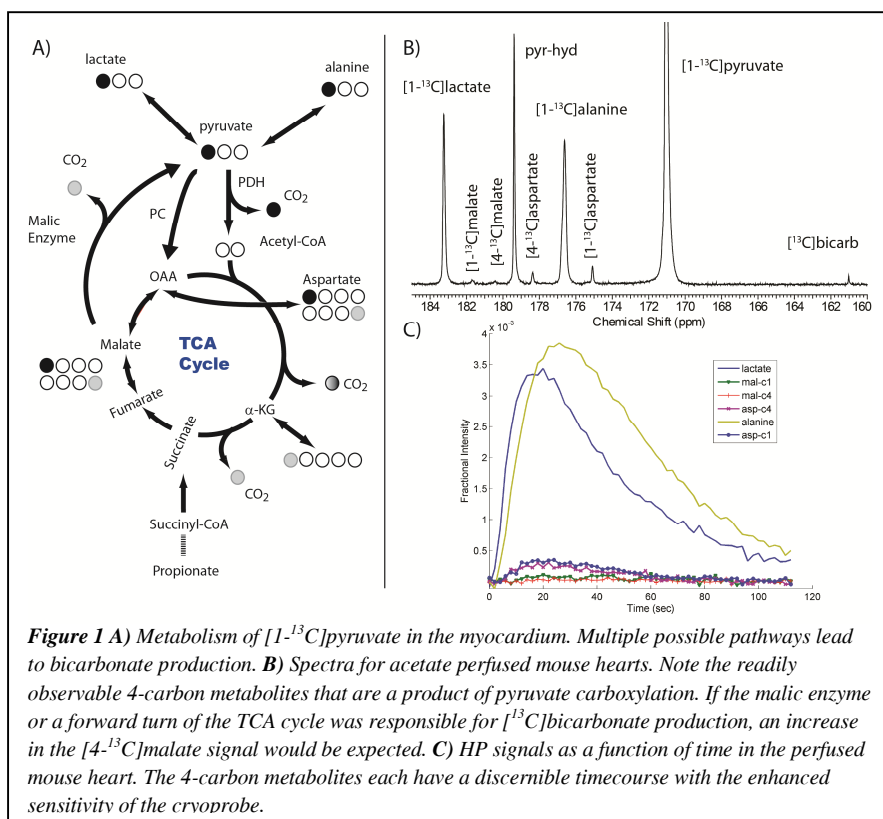 A)
lactate
alanine
pyruvate
CO2
PDH
CO2
PC
Malic
Enzyme
Acetyl-CoA
OAA
Aspartate
Malate
TCA
Cycle
CO2
Fumarate
α-KG
Succinate
CO2
Succinyl-CoA
Propionate
B)
pyr-hyd
[1-¹³C]pyruvate
[1-¹³C]lactate
[1-¹³C]alanine
[1-¹³C]malate
[4-¹³C]malate
[4-¹³C]aspartate
[1-¹³C]aspartate
[¹³C]bicarb
184 182 180 178 176 174 172 170 168 166 164 162 160
Chemical Shift (ppm)
C)
x 10⁻³
4
3.5
3
2.5
2
1.5
1
0.5
0
Fractional Intensity
lactate
mal-c1
mal-c4
asp-c4
alanine
asp-c1
0 20 40 60 80 100 120
Time (sec)
Figure 1 A) Metabolism of [1-¹³C]pyruvate in the myocardium. Multiple possible pathways lead
to bicarbonate production. B) Spectra for acetate perfused mouse hearts. Note the readily
observable 4-carbon metabolites that are a product of pyruvate carboxylation. If the malic enzyme
or a forward turn of the TCA cycle was responsible for [¹³C]bicarbonate production, an increase
in the [4-¹³C]malate signal would be expected. C) HP signals as a function of time in the perfused
mouse heart. The 4-carbon metabolites each have a discernible timecourse with the enhanced
sensitivity of the cryoprobe.